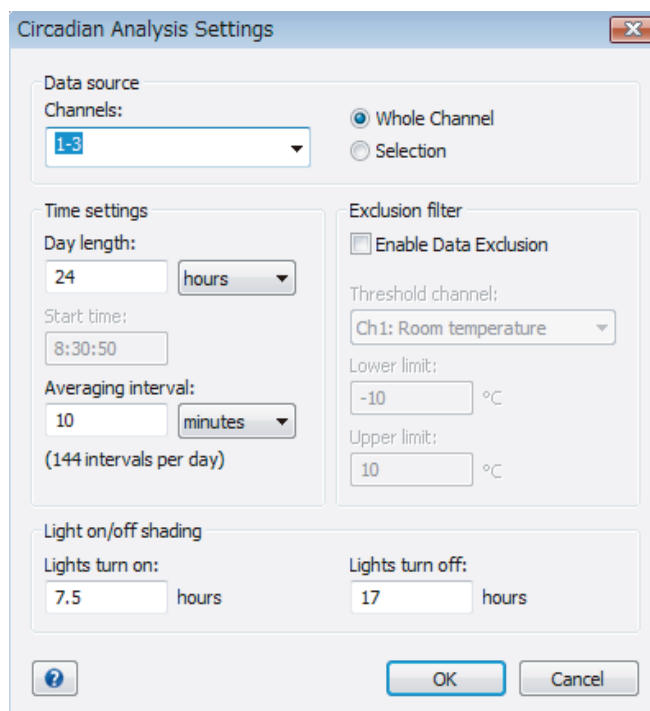 Circadian Analysis Settings
Data source
Channels:
1-3
Whole Channel
Selection
Time settings
Day length:
24 hours
Start time:
8:30:50
Averaging interval:
10 minutes
(144 intervals per day)
Exclusion filter
Enable Data Exclusion
Threshold channel:
Ch1: Room temperature
Lower limit:
-10 °C
Upper limit:
10 °C
Light on/off shading
Lights turn on:
7.5 hours
Lights turn off:
17 hours
?
OK Cancel